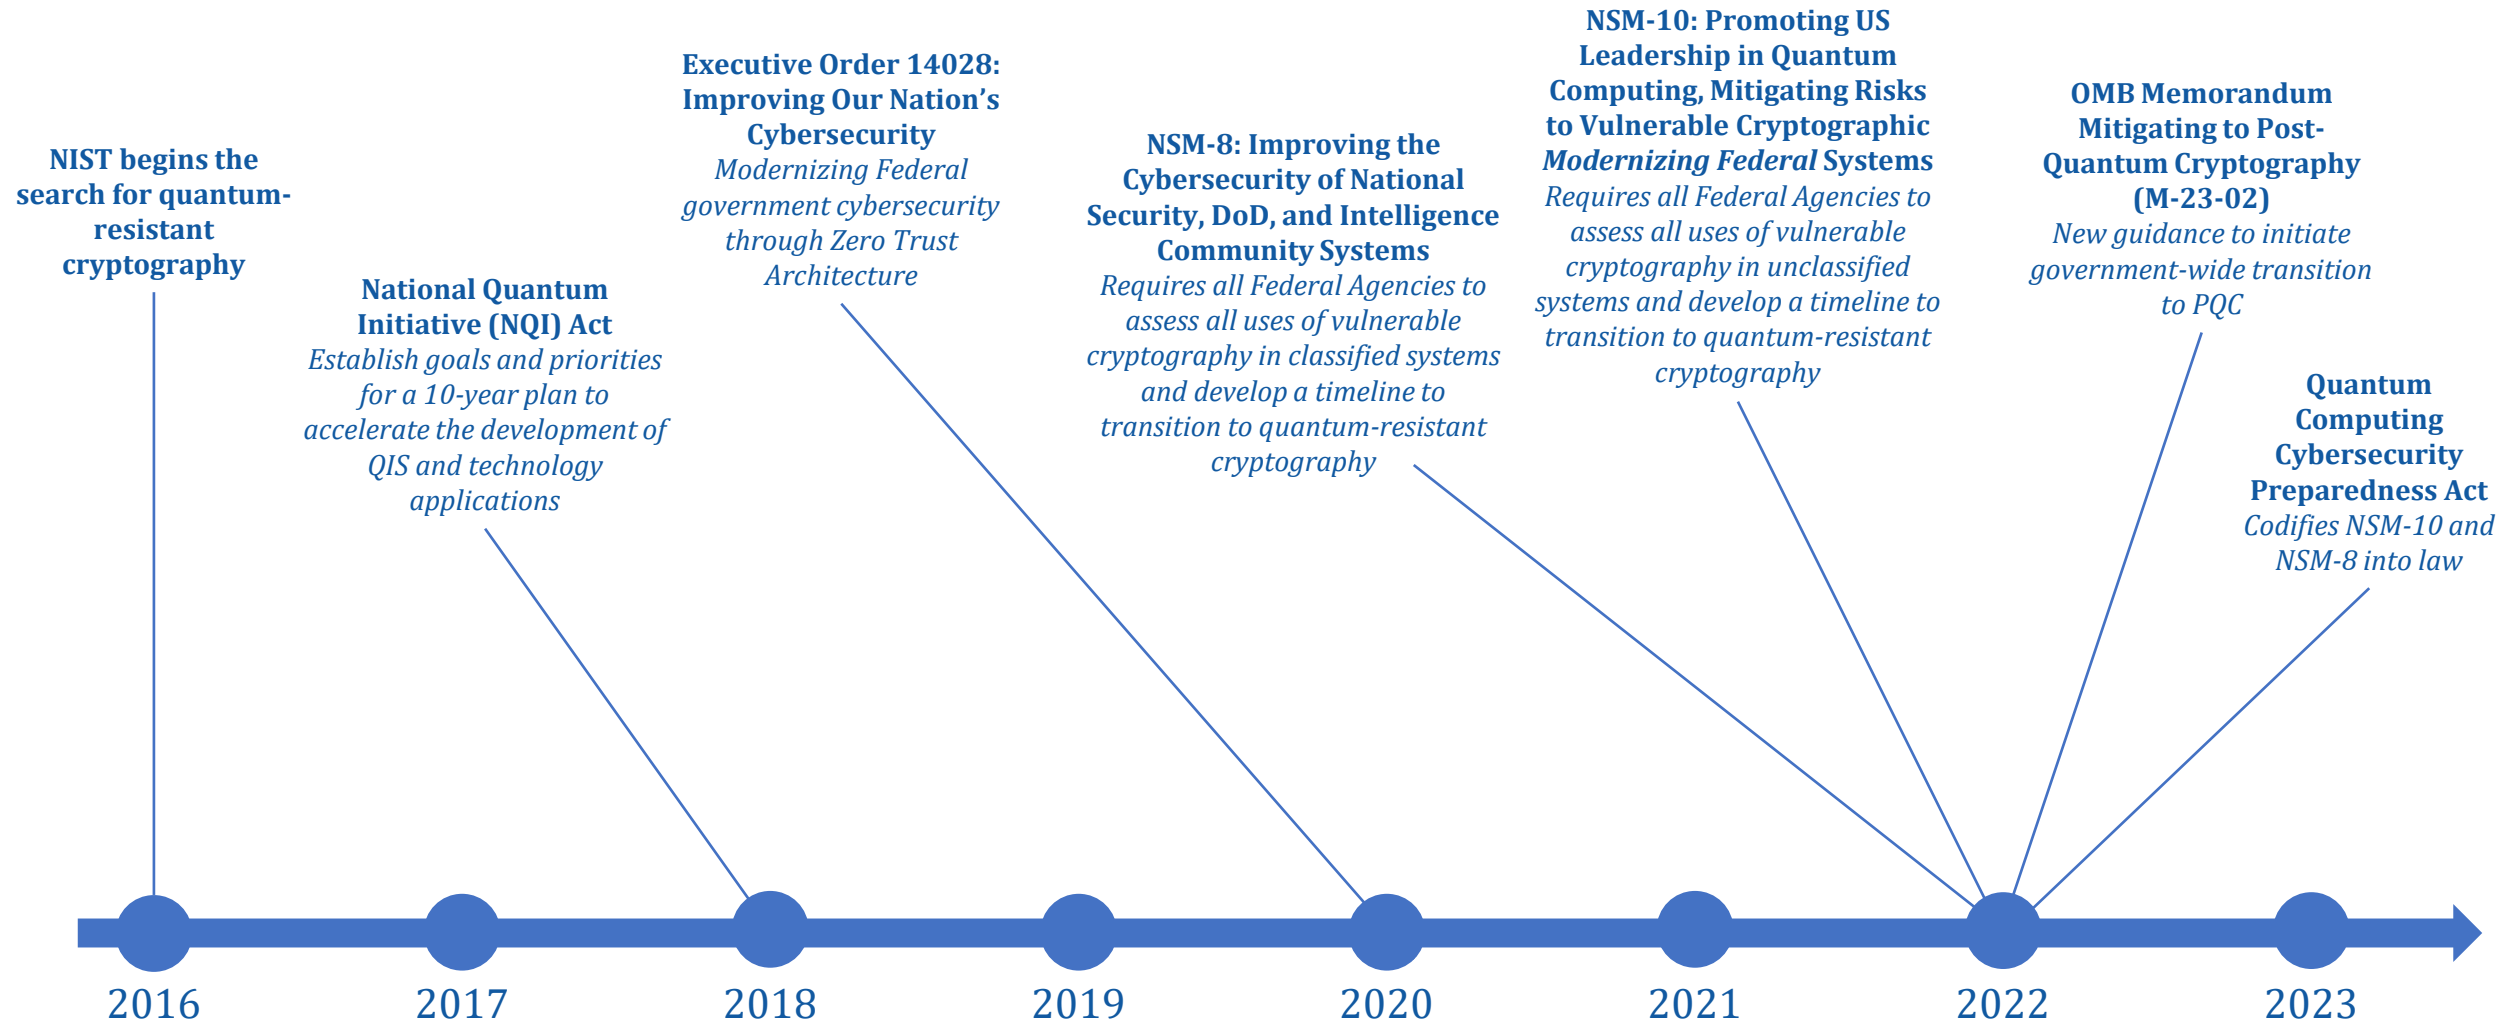 NIST begins the
search for quantum-
resistant
cryptography
National Quantum
Initiative (NQI) Act
Establish goals and priorities
for a 10-year plan to
accelerate the development of
QIS and technology
applications
Executive Order 14028:
Improving Our Nation’s
Cybersecurity
Modernizing Federal
government cybersecurity
through Zero Trust
Architecture
NSM-8: Improving the
Cybersecurity of National
Security, DoD, and Intelligence
Community Systems
Requires all Federal Agencies to
assess all uses of vulnerable
cryptography in classified systems
and develop a timeline to
transition to quantum-resistant
cryptography
NSM-10: Promoting US
Leadership in Quantum
Computing, Mitigating Risks
to Vulnerable Cryptographic
Modernizing Federal Systems
Requires all Federal Agencies to
assess all uses of vulnerable
cryptography in unclassified
systems and develop a timeline to
transition to quantum-resistant
cryptography
OMB Memorandum
Mitigating to Post-
Quantum Cryptography
(M-23-02)
New guidance to initiate
government-wide transition
to PQC
Quantum
Computing
Cybersecurity
Preparedness Act
Codifies NSM-10 and
NSM-8 into law
2016
2017
2018
2019
2020
2021
2022
2023